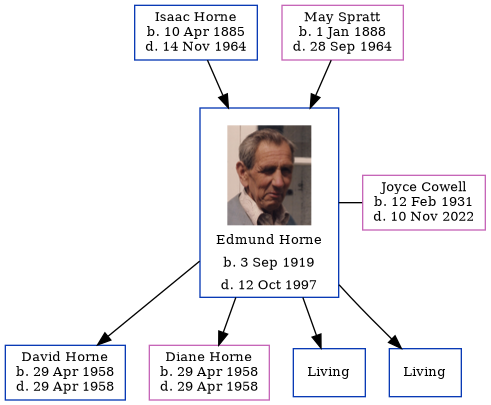 Isaac Horne
b. 10 Apr 1885
d. 14 Nov 1964
May Spratt
b. 1 Jan 1888
d. 28 Sep 1964
Edmund Horne
b. 3 Sep 1919
d. 12 Oct 1997
Joyce Cowell
b. 12 Feb 1931
d. 10 Nov 2022
David Horne
b. 29 Apr 1958
d. 29 Apr 1958
Diane Horne
b. 29 Apr 1958
d. 29 Apr 1958
Living
Living